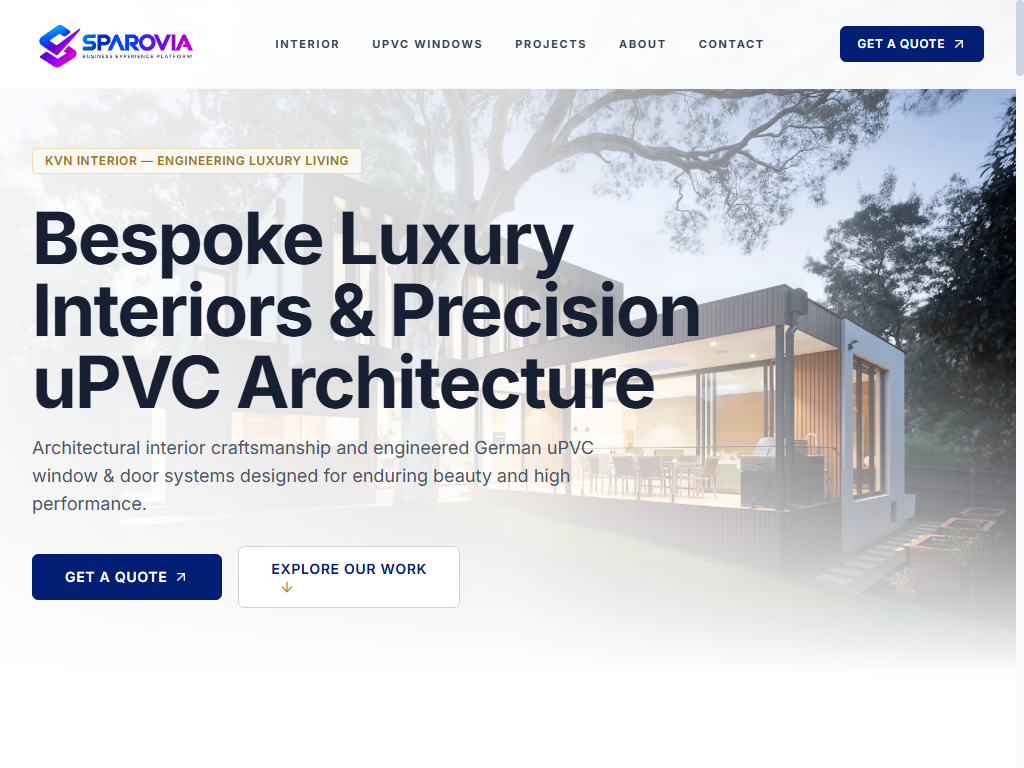 SPAROVIA
BUSINESS EXPERIENCE PLATFORM
INTERIOR
UPVC WINDOWS
PROJECTS
ABOUT
CONTACT
GET A QUOTE
KVN INTERIOR — ENGINEERING LUXURY LIVING
Bespoke Luxury
Interiors & Precision
uPVC Architecture
Architectural interior craftsmanship and engineered German uPVC
window & door systems designed for enduring beauty and high
performance.
GET A QUOTE
EXPLORE OUR WORK